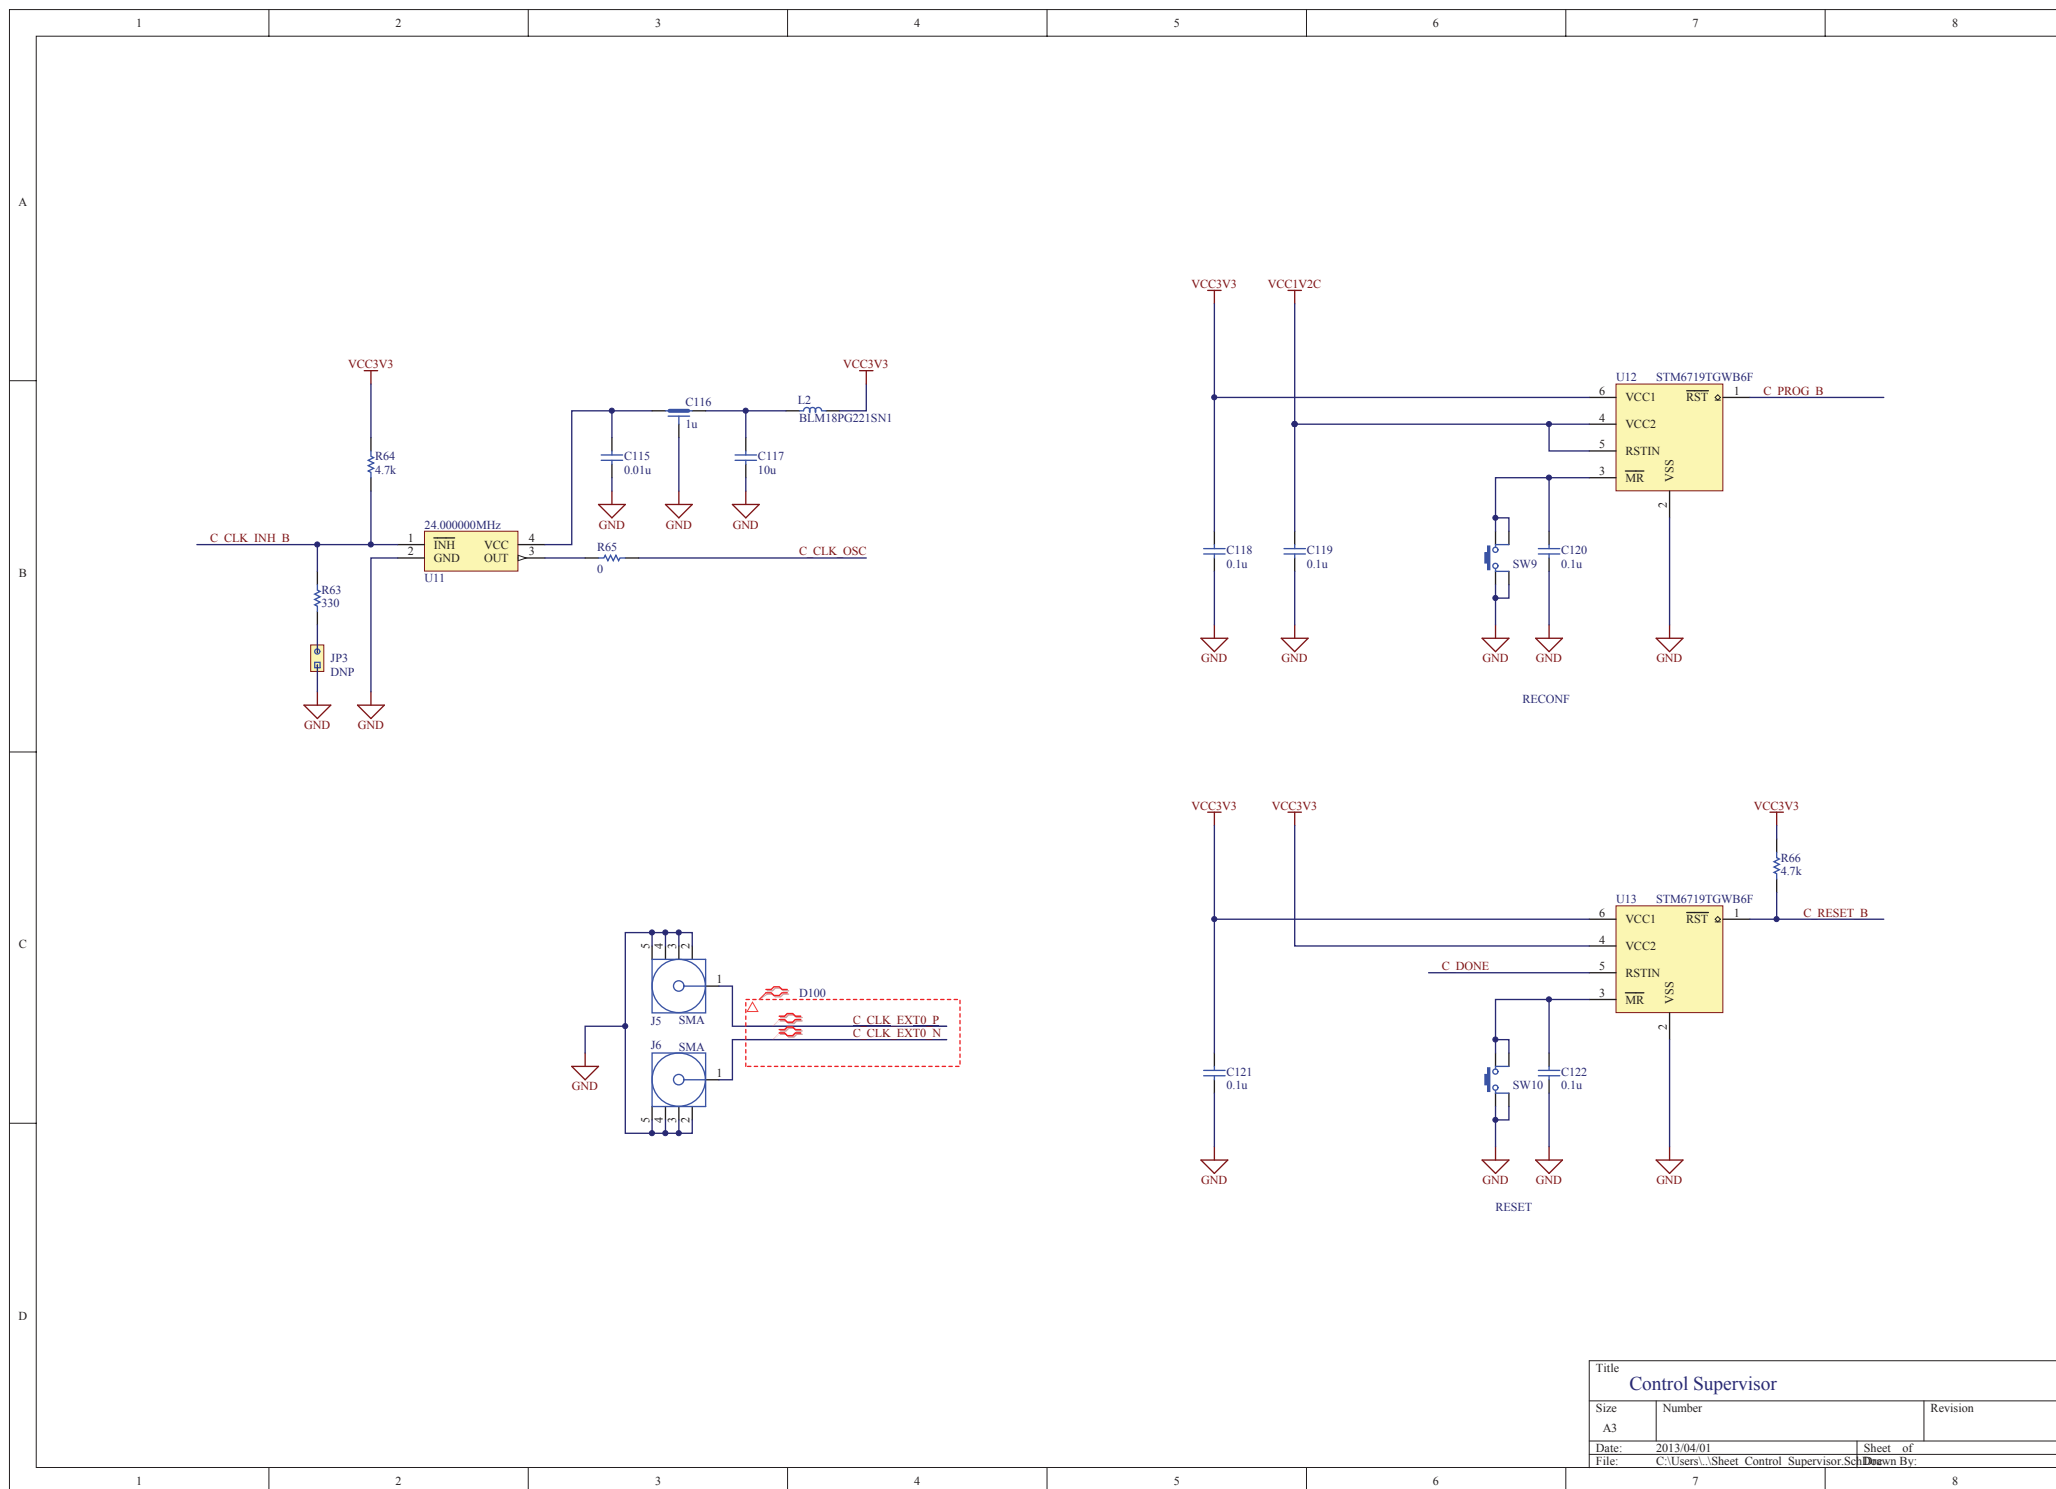 1 2 3 4 5 6 7 8
A
B
C
D
VCC3V3
R64
4.7k
C_CLK_INH_B
24.000000MHz
1 INH VCC 4
2 GND OUT 3
U11
R63
330
JP3
DNP
GND
GND
VCC3V3
C116
1u
L2
BLM18PG221SN1
C115
0.01u
C117
10u
GND
GND
GND
R65
0
C_CLK_OSC
VCC3V3
VCC1V2C
U12 STM6719TGWB6F
6 VCC1 RST 1
C_PROG_B
4 VCC2
5 RSTIN
3 MR VSS
2
C118
0.1u
C119
0.1u
SW9
C120
0.1u
GND
GND
GND
GND
GND
RECONF
5 4 3 2
1
J5 SMA
J6 SMA
1
5 4 3 2
GND
D100
C_CLK_EXT0_P
C_CLK_EXT0_N
VCC3V3
VCC3V3
VCC3V3
R66
4.7k
U13 STM6719TGWB6F
6 VCC1 RST 1
C_RESET_B
4 VCC2
C_DONE
5 RSTIN
3 MR VSS
2
C121
0.1u
SW10
C122
0.1u
GND
GND
GND
GND
RESET
Title
Control Supervisor
Size
A3
Number
Revision
Date: 2013/04/01
Sheet of
File: C:\Users\..\Sheet_Control_Supervisor.SchDoc
Drawn By:
1 2 3 4 5 6 7 8